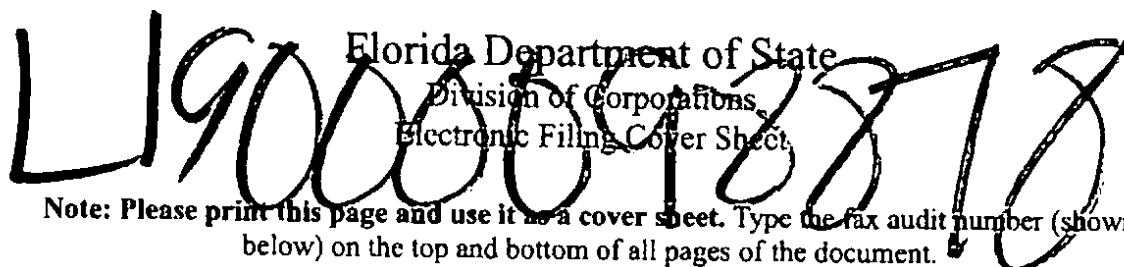 L19000098878
Florida Department of State
Division of Corporations
Electronic Filing Cover Sheet
Note: Please print this page and use it as a cover sheet. Type the fax audit number (shown
below) on the top and bottom of all pages of the document.